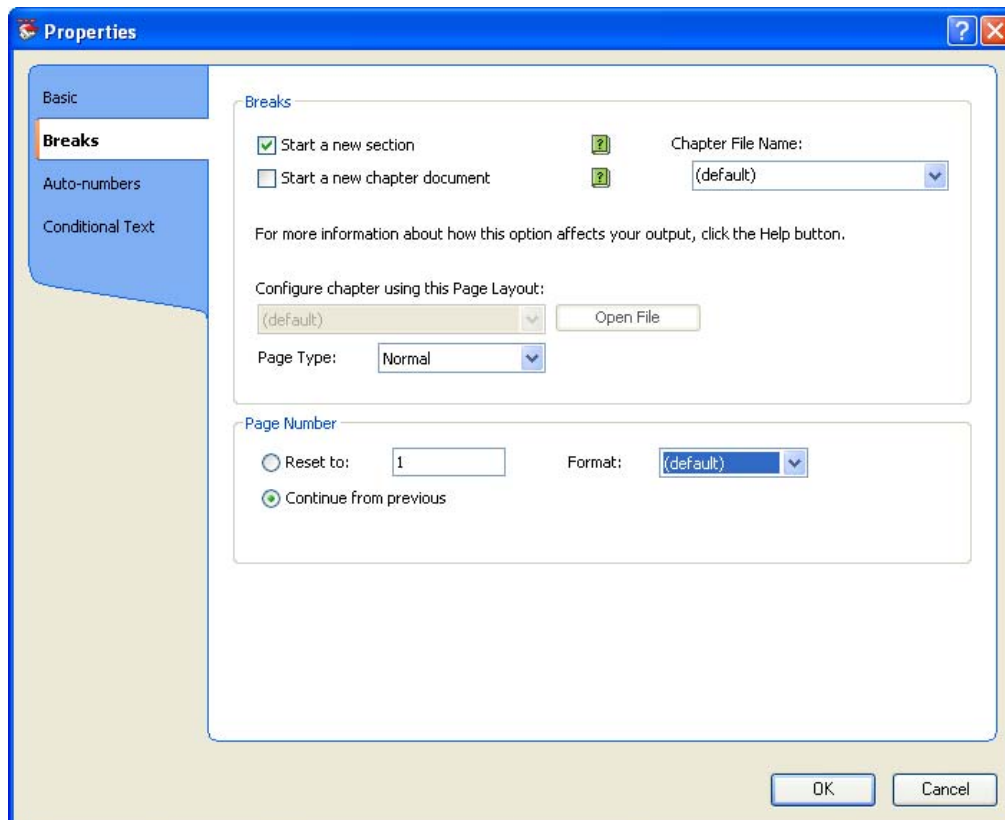 Properties
Basic
Breaks
Auto-numbers
Conditional Text
Breaks
Start a new section
Chapter File Name:
Start a new chapter document
(default)
For more information about how this option affects your output, click the Help button.
Configure chapter using this Page Layout:
(default)
Open File
Page Type:
Normal
Page Number
Reset to:
1
Format:
(default)
Continue from previous
OK
Cancel